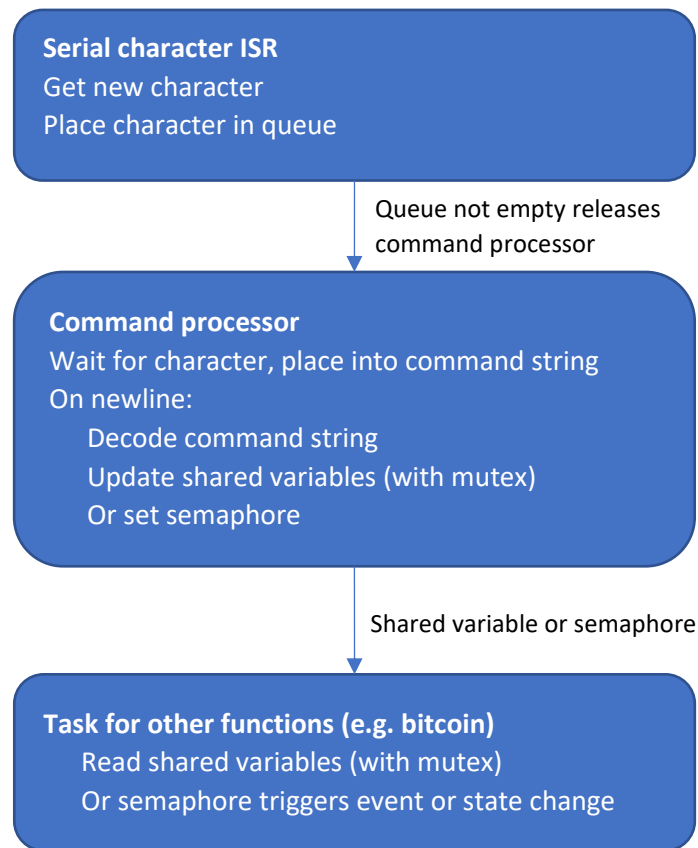 Serial character ISR
Get new character
Place character in queue
Queue not empty releases
command processor
Command processor
Wait for character, place into command string
On newline:
Decode command string
Update shared variables (with mutex)
Or set semaphore
Shared variable or semaphore
Task for other functions (e.g. bitcoin)
Read shared variables (with mutex)
Or semaphore triggers event or state change